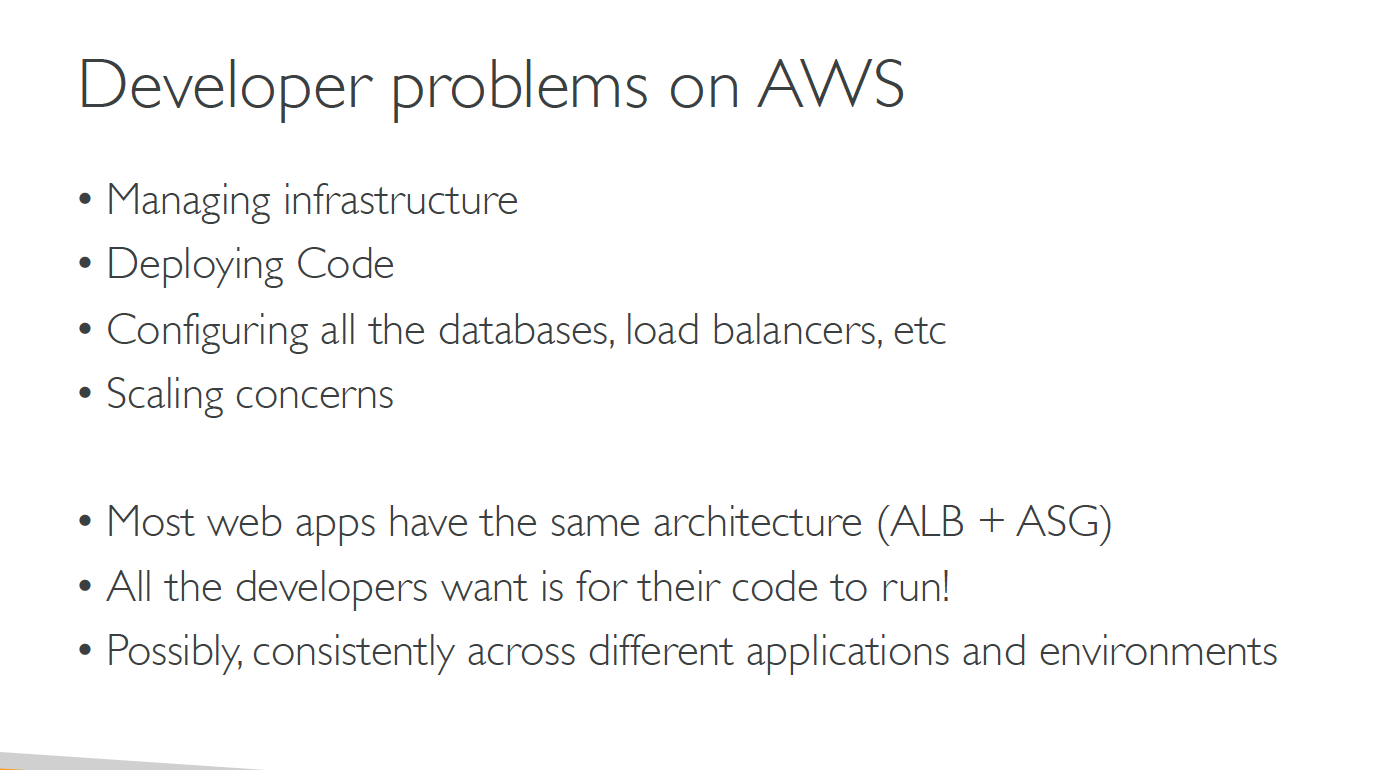 Developer problems on AWS
• Managing infrastructure
• Deploying Code
• Configuring all the databases, load balancers, etc
• Scaling concerns
• Most web apps have the same architecture (ALB + ASG)
• All the developers want is for their code to run!
• Possibly, consistently across different applications and environments